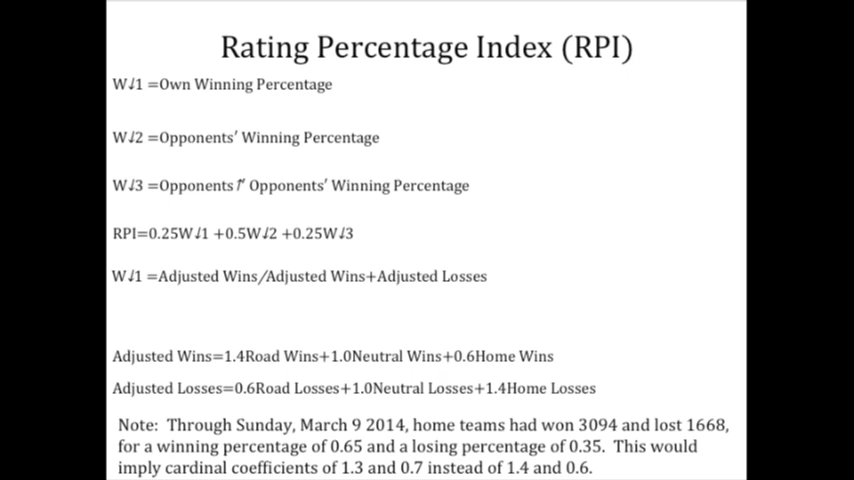 Rating Percentage Index (RPI)
W⇃1 =Own Winning Percentage
W⇃2 =Opponents′ Winning Percentage
W⇃3 =Opponents↾′ Opponents′ Winning Percentage
RPI=0.25W⇃1 +0.5W⇃2 +0.25W⇃3
W⇃1 =Adjusted Wins/Adjusted Wins+Adjusted Losses
Adjusted Wins=1.4Road Wins+1.0Neutral Wins+0.6Home Wins
Adjusted Losses=0.6Road Losses+1.0Neutral Losses+1.4Home Losses
Note: Through Sunday, March 9 2014, home teams had won 3094 and lost 1668,
for a winning percentage of 0.65 and a losing percentage of 0.35. This would
imply cardinal coefficients of 1.3 and 0.7 instead of 1.4 and 0.6.